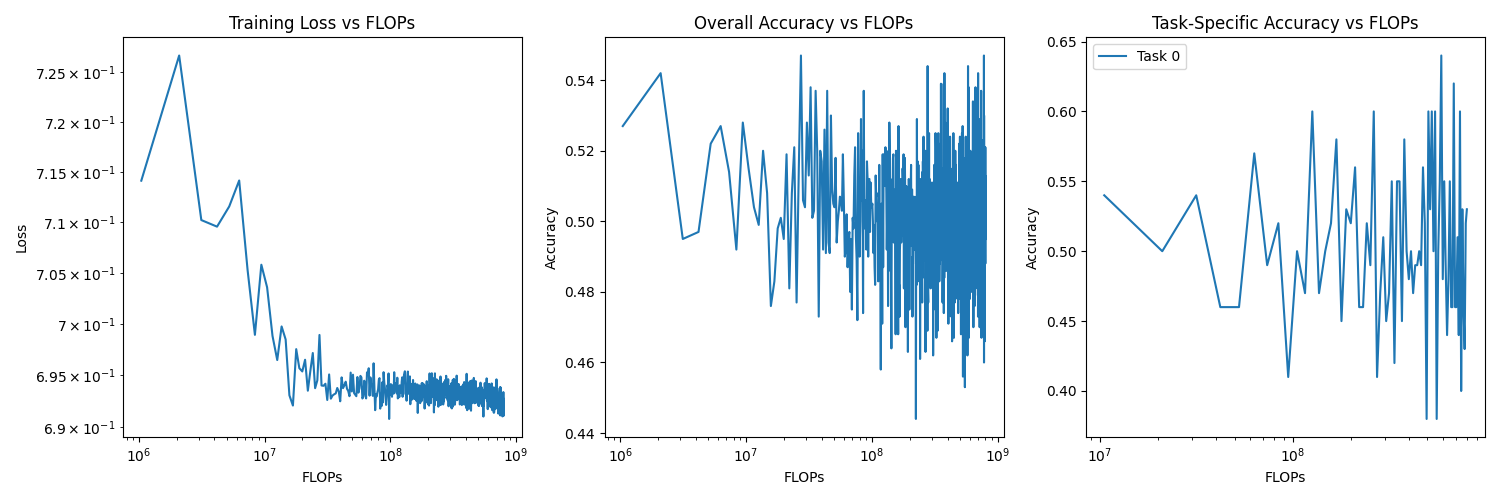 Training Loss vs FLOPs
7.25 × 10⁻¹
7.2 × 10⁻¹
7.15 × 10⁻¹
7.1 × 10⁻¹
7.05 × 10⁻¹
7 × 10⁻¹
6.95 × 10⁻¹
6.9 × 10⁻¹
Loss
10⁶ 10⁷ 10⁸ 10⁹
FLOPs
Overall Accuracy vs FLOPs
0.54
0.52
0.50
0.48
0.46
0.44
Accuracy
10⁶ 10⁷ 10⁸ 10⁹
FLOPs
Task-Specific Accuracy vs FLOPs
Task 0
0.65
0.60
0.55
0.50
0.45
0.40
Accuracy
10⁷ 10⁸
FLOPs